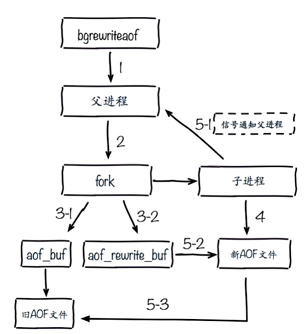 bgrewriteaof
1
父进程
5-1
信号通知父进程
2
fork
子进程
3-1
3-2
4
aof_buf
aof_rewrite_buf
5-2
新AOF文件
旧AOF文件
5-3